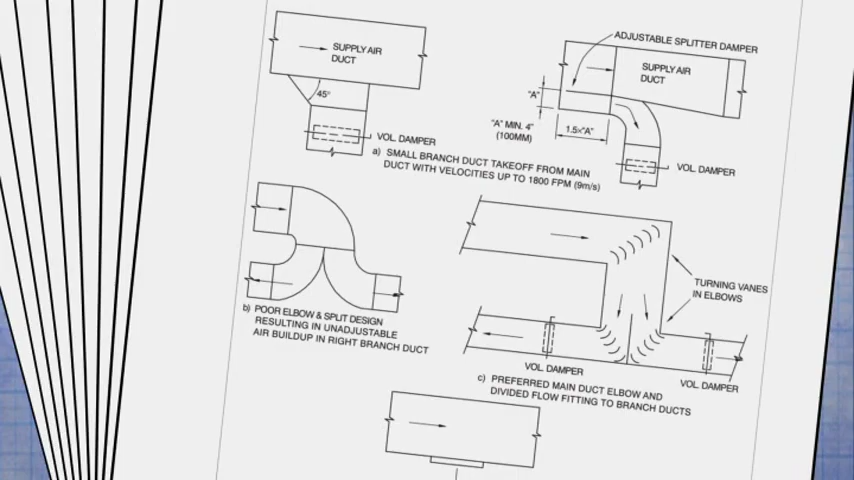 SUPPLY AIR
DUCT
45°
VOL. DAMPER
ADJUSTABLE SPLITTER DAMPER
SUPPLY AIR
DUCT
"A"
"A" MIN. 4"
(100MM)
1.5x"A"
VOL. DAMPER
a) SMALL BRANCH DUCT TAKEOFF FROM MAIN
DUCT WITH VELOCITIES UP TO 1800 FPM (9m/s)
b) POOR ELBOW & SPLIT DESIGN
RESULTING IN UNADJUSTABLE
AIR BUILDUP IN RIGHT BRANCH DUCT
TURNING VANES
IN ELBOWS
VOL. DAMPER
VOL. DAMPER
c) PREFERRED MAIN DUCT ELBOW AND
DIVIDED FLOW FITTING TO BRANCH DUCTS